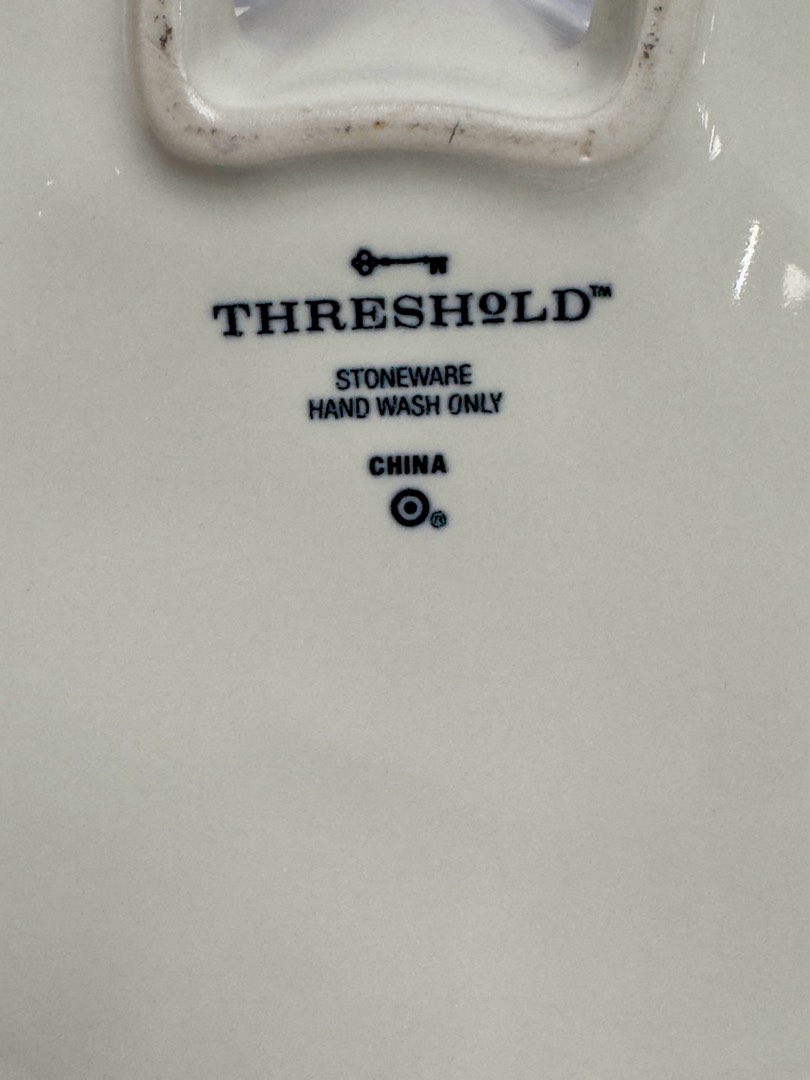 THRESHOLD™
STONEWARE
HAND WASH ONLY
CHINA
®